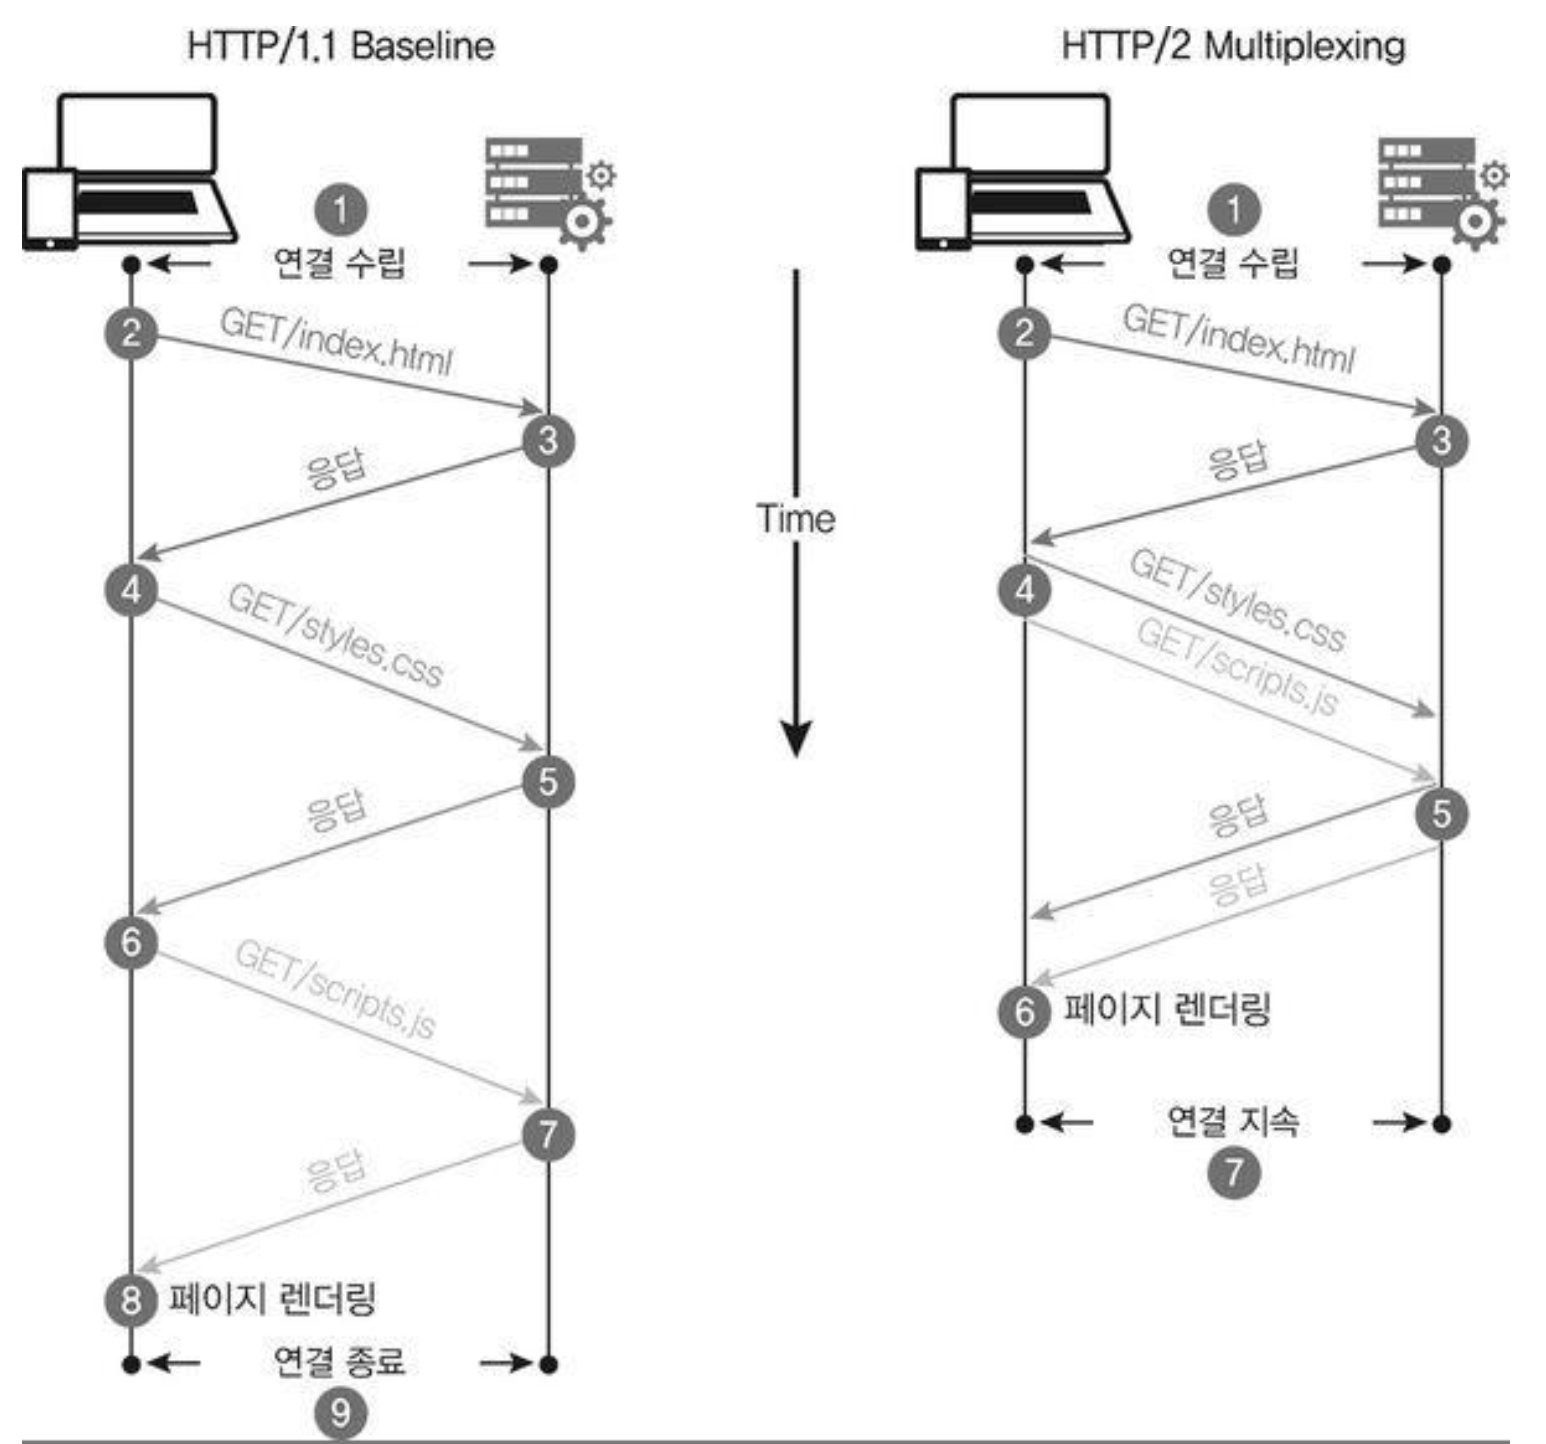 HTTP/1.1 Baseline
1
연결 수립
2
GET/index.html
3
응답
4
GET/styles.css
5
응답
6
GET/scripts.js
7
응답
8 페이지 렌더링
연결 종료
9
Time
HTTP/2 Multiplexing
1
연결 수립
2
GET/index.html
3
응답
4
GET/styles.css
GET/scripts.js
5
응답
응답
6 페이지 렌더링
연결 지속
7